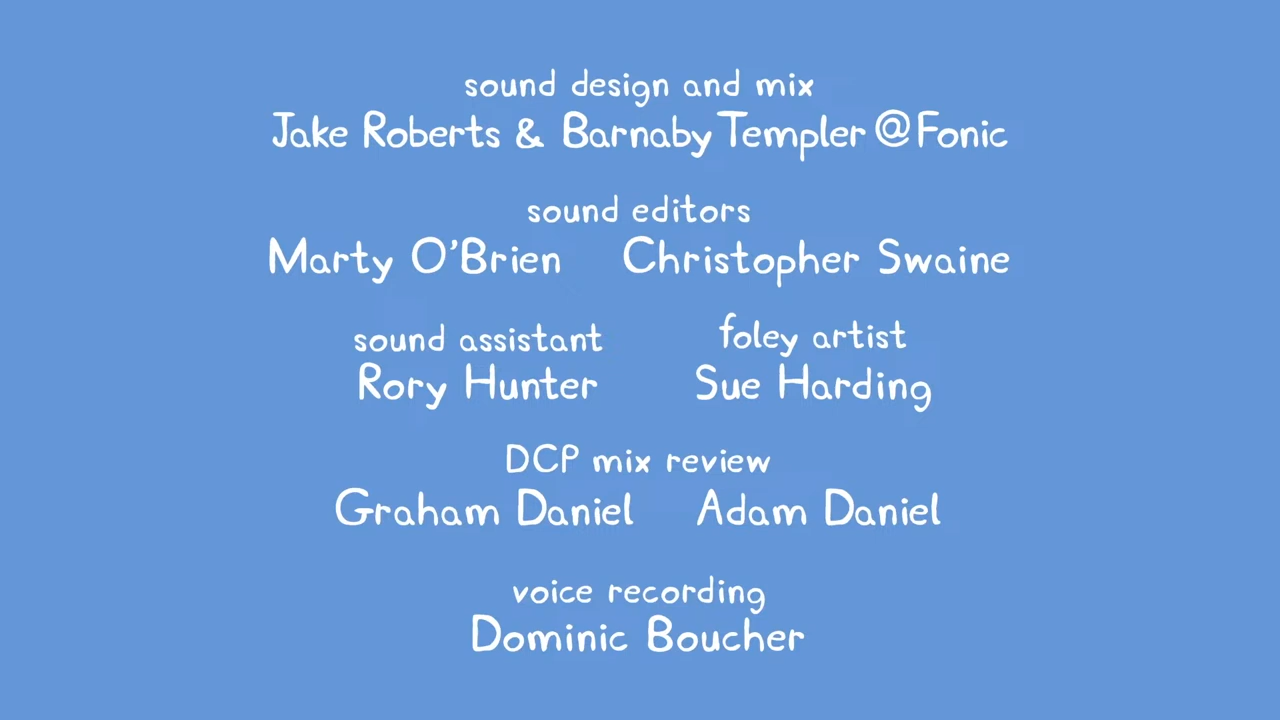 sound design and mix
Jake Roberts & Barnaby Templer @ Fonic
sound editors
Marty O'Brien Christopher Swaine
sound assistant foley artist
Rory Hunter Sue Harding
DCP mix review
Graham Daniel Adam Daniel
voice recording
Dominic Boucher